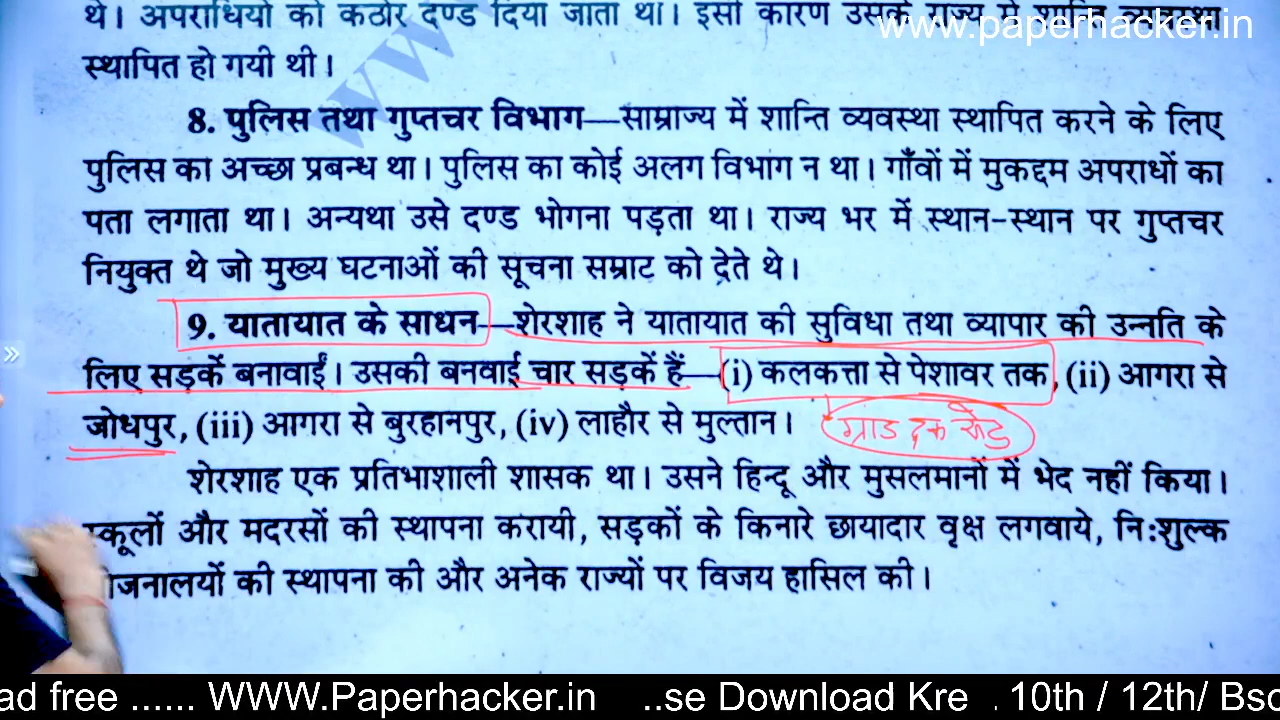 थे। अपराधियों को कठोर दण्ड दिया जाता था। इसी कारण उसके राज्य में शान्ति व्यवस्था
www.paperhacker.in
स्थापित हो गयी थी।
8. पुलिस तथा गुप्तचर विभाग—साम्राज्य में शान्ति व्यवस्था स्थापित करने के लिए
पुलिस का अच्छा प्रबन्ध था। पुलिस का कोई अलग विभाग न था। गाँवों में मुकद्दम अपराधों का
पता लगाता था। अन्यथा उसे दण्ड भोगना पड़ता था। राज्य भर में स्थान-स्थान पर गुप्तचर
नियुक्त थे जो मुख्य घटनाओं की सूचना सम्राट को देते थे।
9. यातायात के साधन—शेरशाह ने यातायात की सुविधा तथा व्यापार की उन्नति के
लिए सड़कें बनावाईं। उसकी बनवाई चार सड़कें हैं—(i) कलकत्ता से पेशावर तक, (ii) आगरा से
जोधपुर, (iii) आगरा से बुरहानपुर, (iv) लाहौर से मुल्तान।
शेरशाह एक प्रतिभाशाली शासक था। उसने हिन्दू और मुसलमानों में भेद नहीं किया।
स्कूलों और मदरसों की स्थापना करायी, सड़कों के किनारे छायादार वृक्ष लगवाये, नि:शुल्क
भोजनालयों की स्थापना की और अनेक राज्यों पर विजय हासिल की।
ad free ...... WWW.Paperhacker.in ..se Download Kre . 10th / 12th/ Bsc